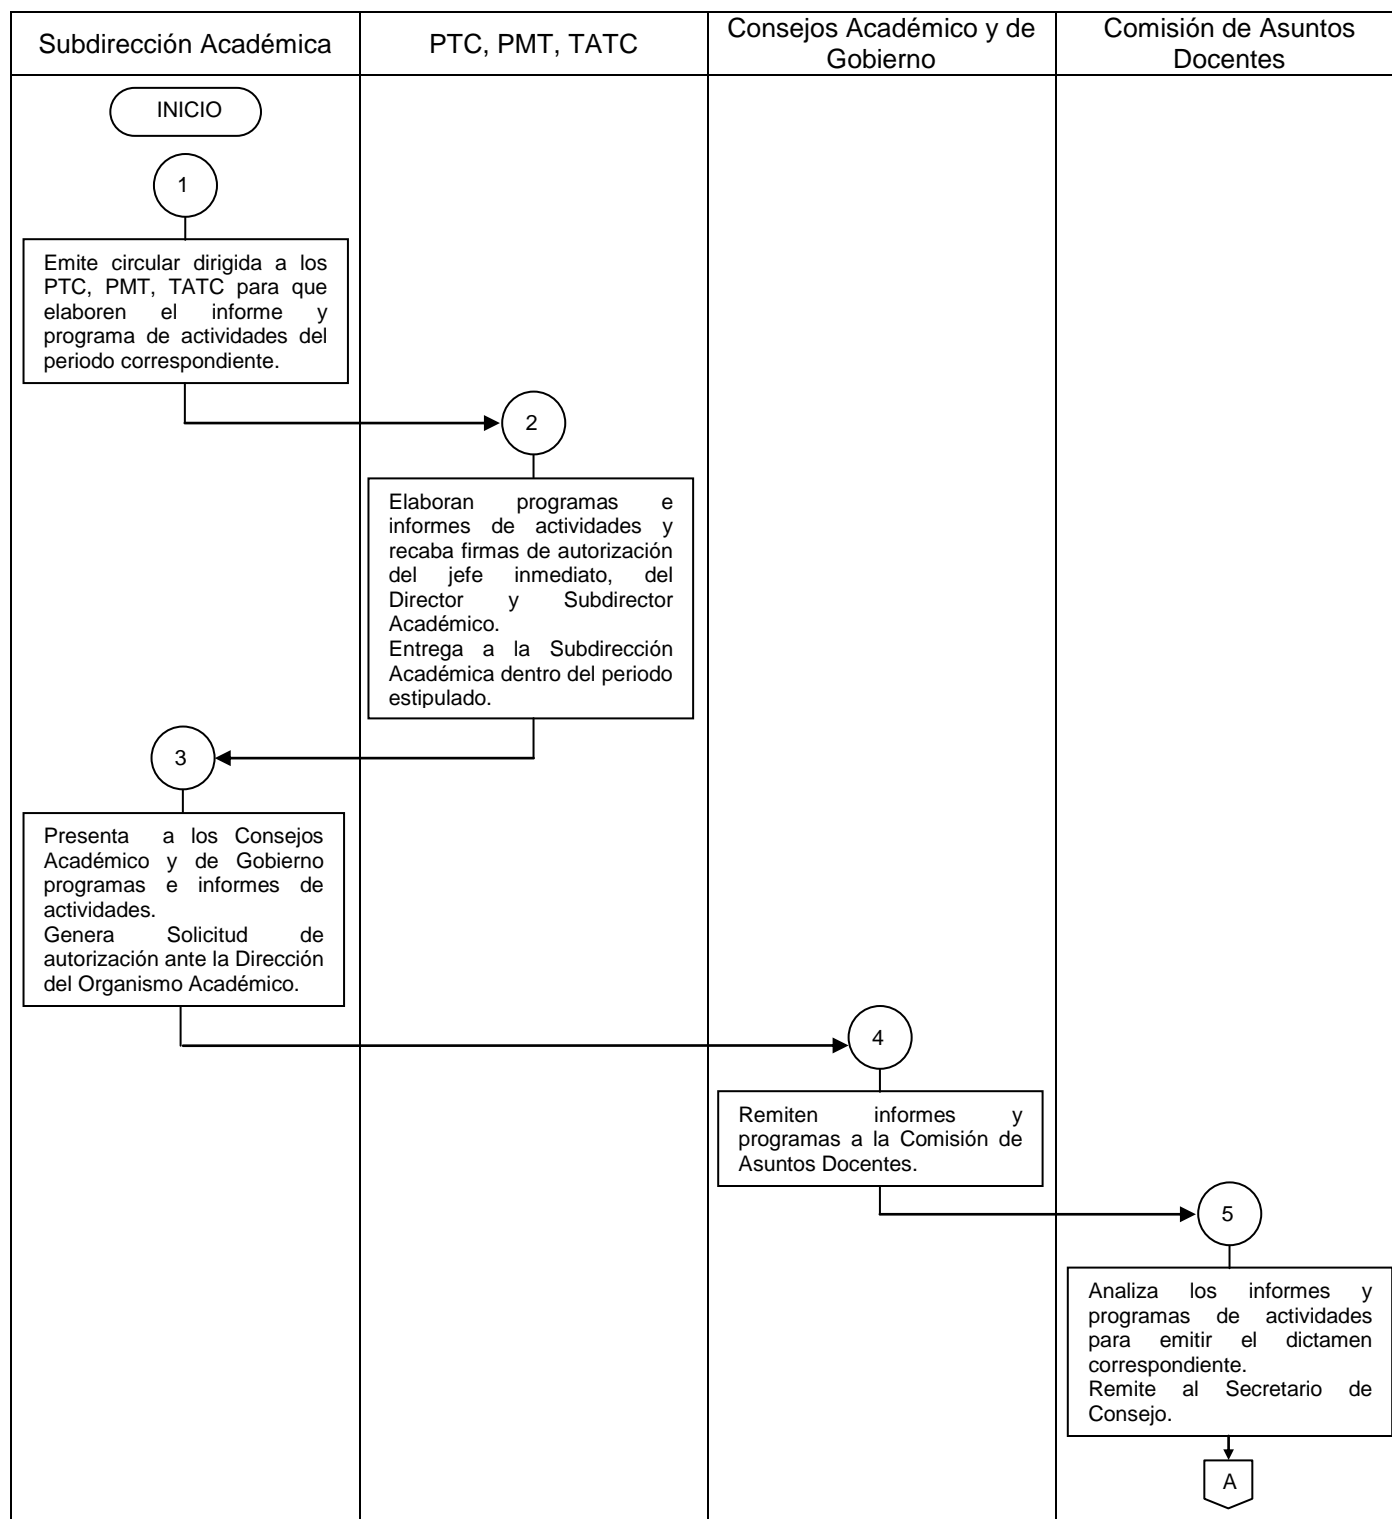 Subdirección Académica
PTC, PMT, TATC
Consejos Académico y de
Gobierno
Comisión de Asuntos
Docentes
INICIO
1
Emite circular dirigida a los
PTC, PMT, TATC para que
elaboren el informe y
programa de actividades del
periodo correspondiente.
2
Elaboran programas e
informes de actividades y
recaba firmas de autorización
del jefe inmediato, del
Director y Subdirector
Académico.
Entrega a la Subdirección
Académica dentro del periodo
estipulado.
3
Presenta a los Consejos
Académico y de Gobierno
programas e informes de
actividades.
Genera Solicitud de
autorización ante la Dirección
del Organismo Académico.
4
Remiten informes y
programas a la Comisión de
Asuntos Docentes.
5
Analiza los informes y
programas de actividades
para emitir el dictamen
correspondiente.
Remite al Secretario de
Consejo.
A